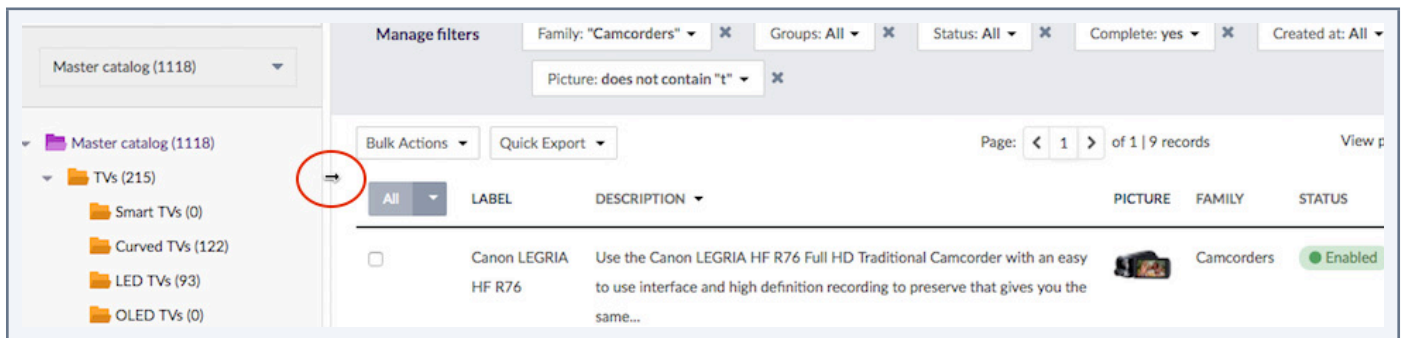 Manage filters Family: "Camcorders" Groups: All Status: All Complete: yes Created at: All
Master catalog (1118)
Picture: does not contain "t"
Master catalog (1118)
Bulk Actions Quick Export Page: 1 of 1 | 9 records View p
TVs (215)
All LABEL DESCRIPTION PICTURE FAMILY STATUS
Smart TVs (0)
Curved TVs (122)
Canon LEGRIA Use the Canon LEGRIA HF R76 Full HD Traditional Camcorder with an easy Camcorders Enabled
LED TVs (93)
HF R76 to use interface and high definition recording to preserve that gives you the
OLED TVs (0)
same...